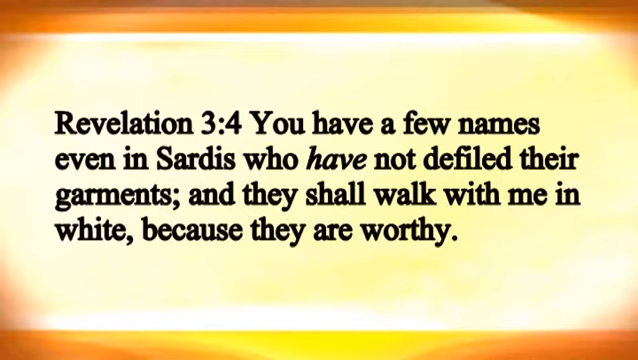 Revelation 3:4 You have a few names
even in Sardis who have not defiled their
garments; and they shall walk with me in
white, because they are worthy.